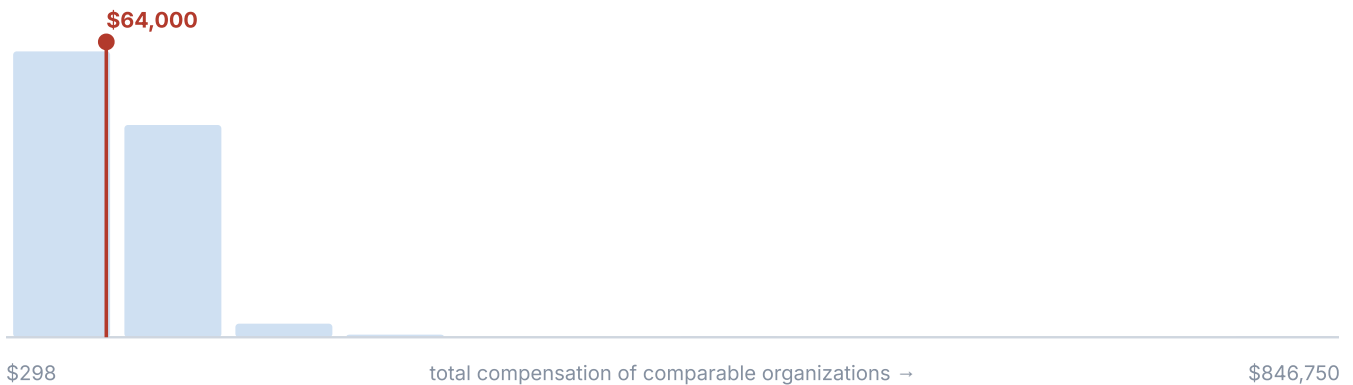 $64,000
$298
total compensation of comparable organizations →
$846,750